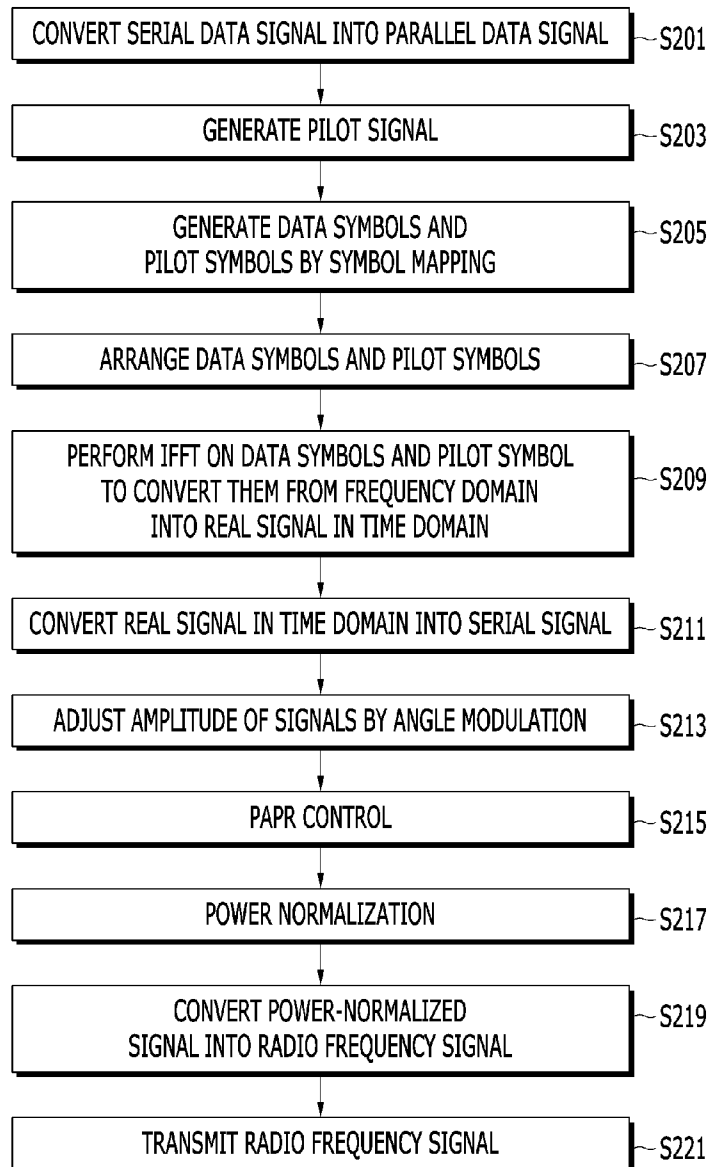 CONVERT SERIAL DATA SIGNAL INTO PARALLEL DATA SIGNAL
S201
GENERATE PILOT SIGNAL
S203
GENERATE DATA SYMBOLS AND
PILOT SYMBOLS BY SYMBOL MAPPING
S205
ARRANGE DATA SYMBOLS AND PILOT SYMBOLS
S207
PERFORM IFFT ON DATA SYMBOLS AND PILOT SYMBOL
TO CONVERT THEM FROM FREQUENCY DOMAIN
INTO REAL SIGNAL IN TIME DOMAIN
S209
CONVERT REAL SIGNAL IN TIME DOMAIN INTO SERIAL SIGNAL
S211
ADJUST AMPLITUDE OF SIGNALS BY ANGLE MODULATION
S213
PAPR CONTROL
S215
POWER NORMALIZATION
S217
CONVERT POWER-NORMALIZED
SIGNAL INTO RADIO FREQUENCY SIGNAL
S219
TRANSMIT RADIO FREQUENCY SIGNAL
S221